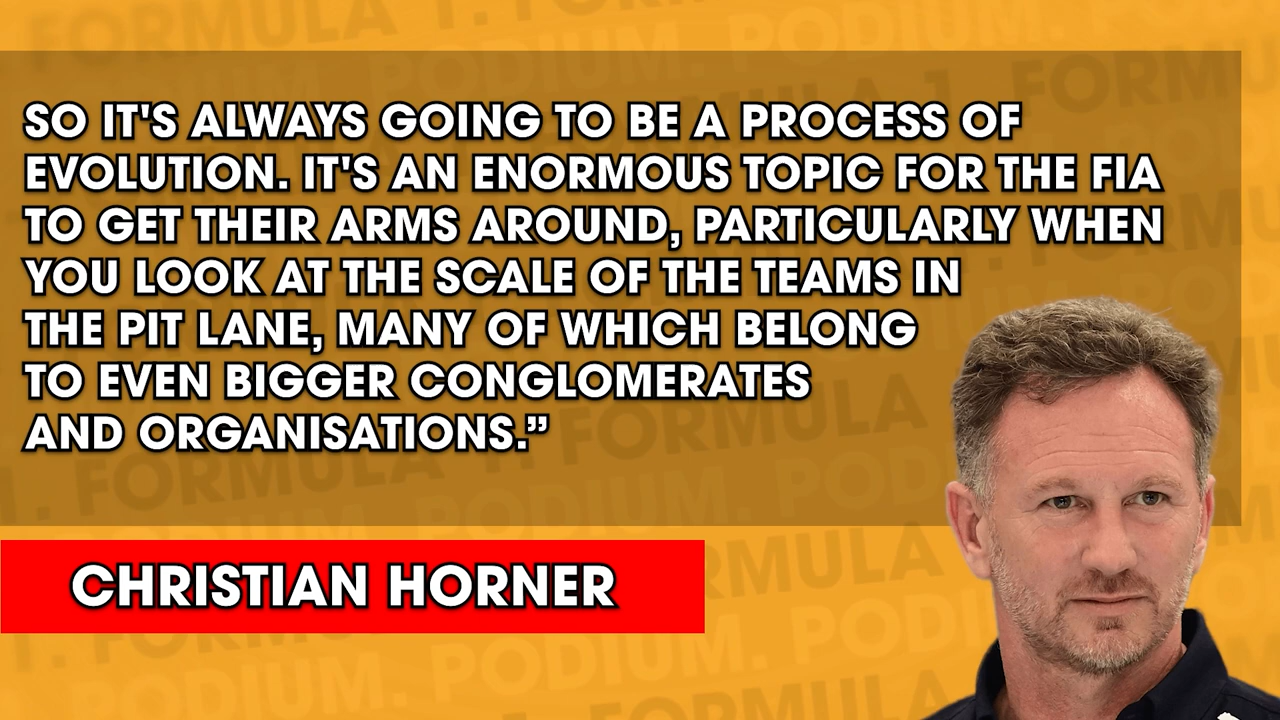 SO IT'S ALWAYS GOING TO BE A PROCESS OF
EVOLUTION. IT'S AN ENORMOUS TOPIC FOR THE FIA
TO GET THEIR ARMS AROUND, PARTICULARLY WHEN
YOU LOOK AT THE SCALE OF THE TEAMS IN
THE PIT LANE, MANY OF WHICH BELONG
TO EVEN BIGGER CONGLOMERATES
AND ORGANISATIONS.”
CHRISTIAN HORNER